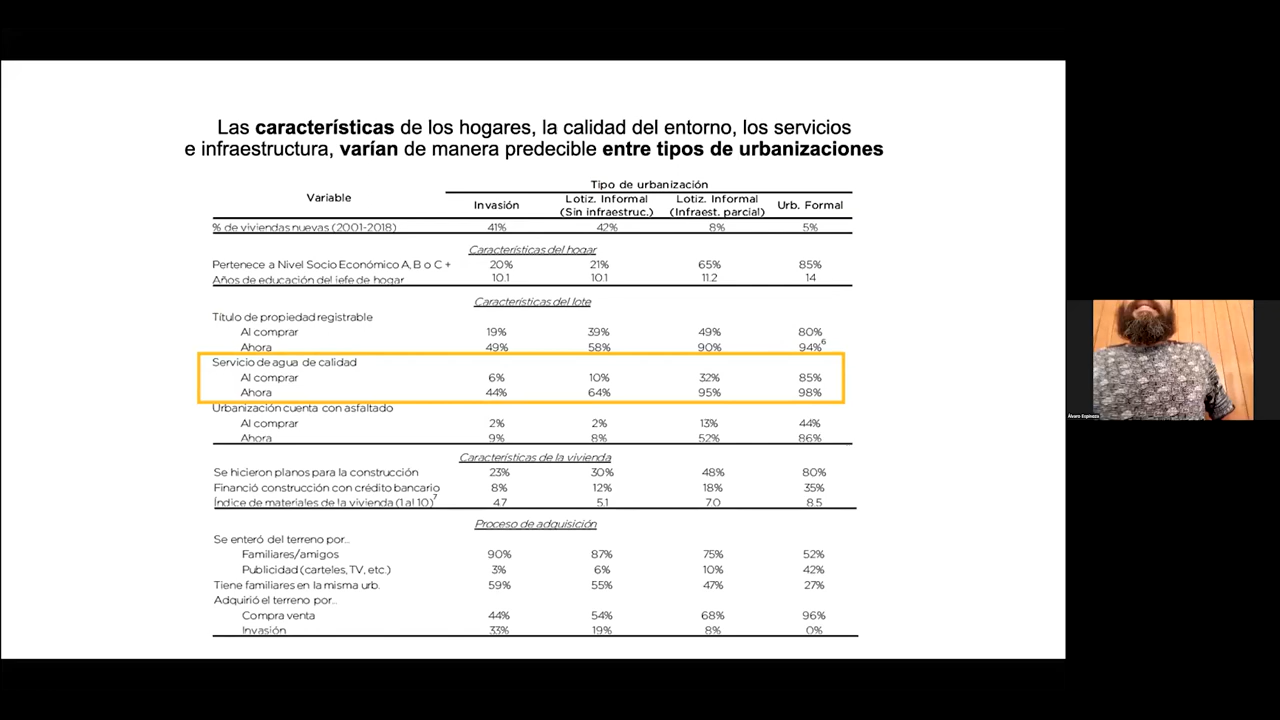 Las características de los hogares, la calidad del entorno, los servicios
e infraestructura, varían de manera predecible entre tipos de urbanizaciones
Variable
Tipo de urbanización
Invasión
Lotiz. Informal
(Sin infraestruc.)
Lotiz. Informal
(Infraest. parcial)
Urb. Formal
% de viviendas nuevas (2001-2018) 41% 42% 8% 5%
Características del hogar
Pertenece a Nivel Socio Económico A, B o C + 20% 21% 65% 85%
Años de educación del jefe de hogar 10.1 10.1 11.2 14
Características del lote
Título de propiedad registrable
Al comprar 19% 39% 49% 80%
Ahora 49% 58% 90% 94%6
Servicio de agua de calidad
Al comprar 6% 10% 32% 85%
Ahora 44% 64% 95% 98%
Urbanización cuenta con asfaltado
Al comprar 2% 2% 13% 44%
Ahora 9% 8% 52% 86%
Características de la vivienda
Se hicieron planos para la construcción 23% 30% 48% 80%
Financió construcción con crédito bancario 8% 12% 18% 35%
Índice de materiales de la vivienda (1 al 10)7 4.7 5.1 7.0 8.5
Proceso de adquisición
Se enteró del terreno por...
Familiares/amigos 90% 87% 75% 52%
Publicidad (carteles, TV, etc.) 3% 6% 10% 42%
Tiene familiares en la misma urb. 59% 55% 47% 27%
Adquirió el terreno por...
Compra venta 44% 54% 68% 96%
Invasión 33% 19% 8% 0%
Álvaro Espinoza